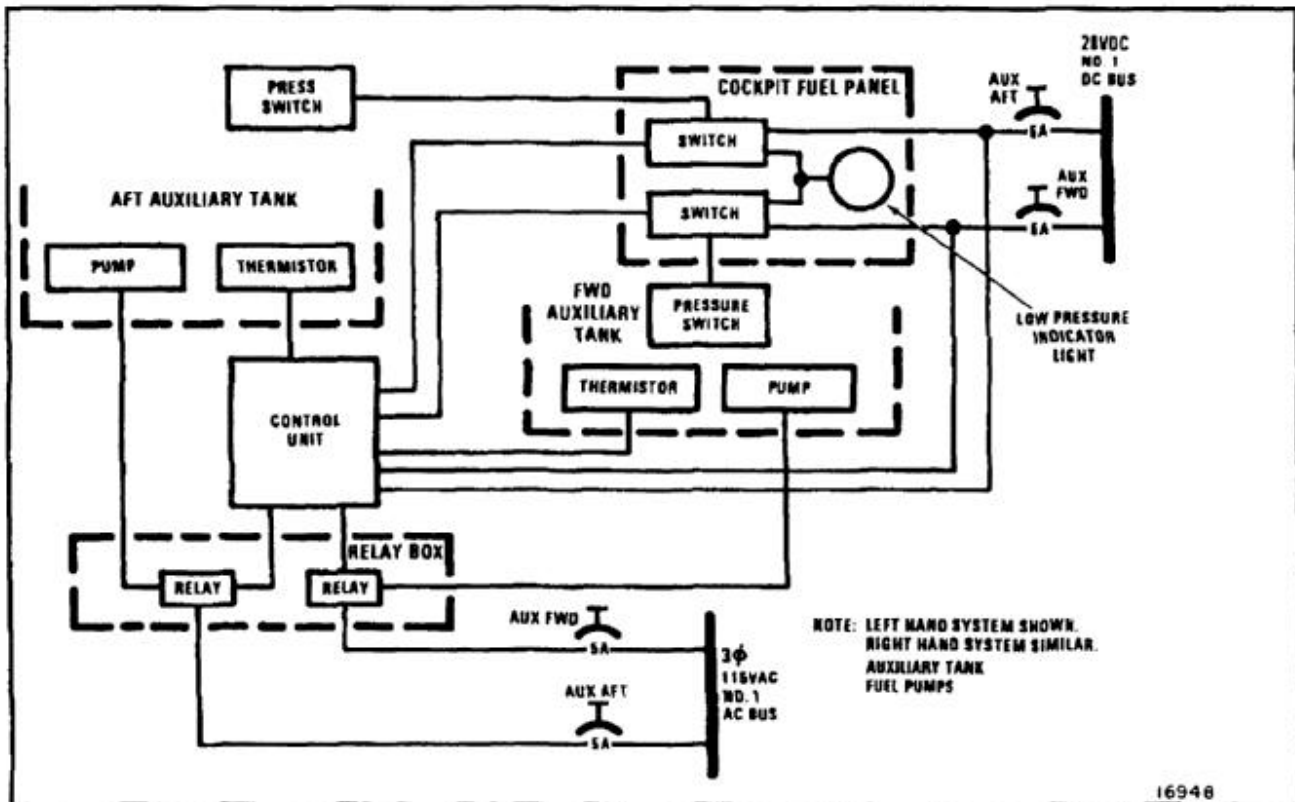 PRESS
SWITCH
COCKPIT FUEL PANEL
SWITCH
SWITCH
28VDC
NO. 1
DC BUS
AUX
AFT
5A
AUX
FWD
5A
AFT AUXILIARY TANK
PUMP
THERMISTOR
FWD
AUXILIARY
TANK
PRESSURE
SWITCH
LOW PRESSURE
INDICATOR
LIGHT
THERMISTOR
PUMP
CONTROL
UNIT
RELAY BOX
RELAY
RELAY
AUX FWD
5A
AUX AFT
5A
3ϕ
115VAC
NO. 1
AC BUS
NOTE: LEFT HAND SYSTEM SHOWN.
RIGHT HAND SYSTEM SIMILAR.
AUXILIARY TANK
FUEL PUMPS
16948